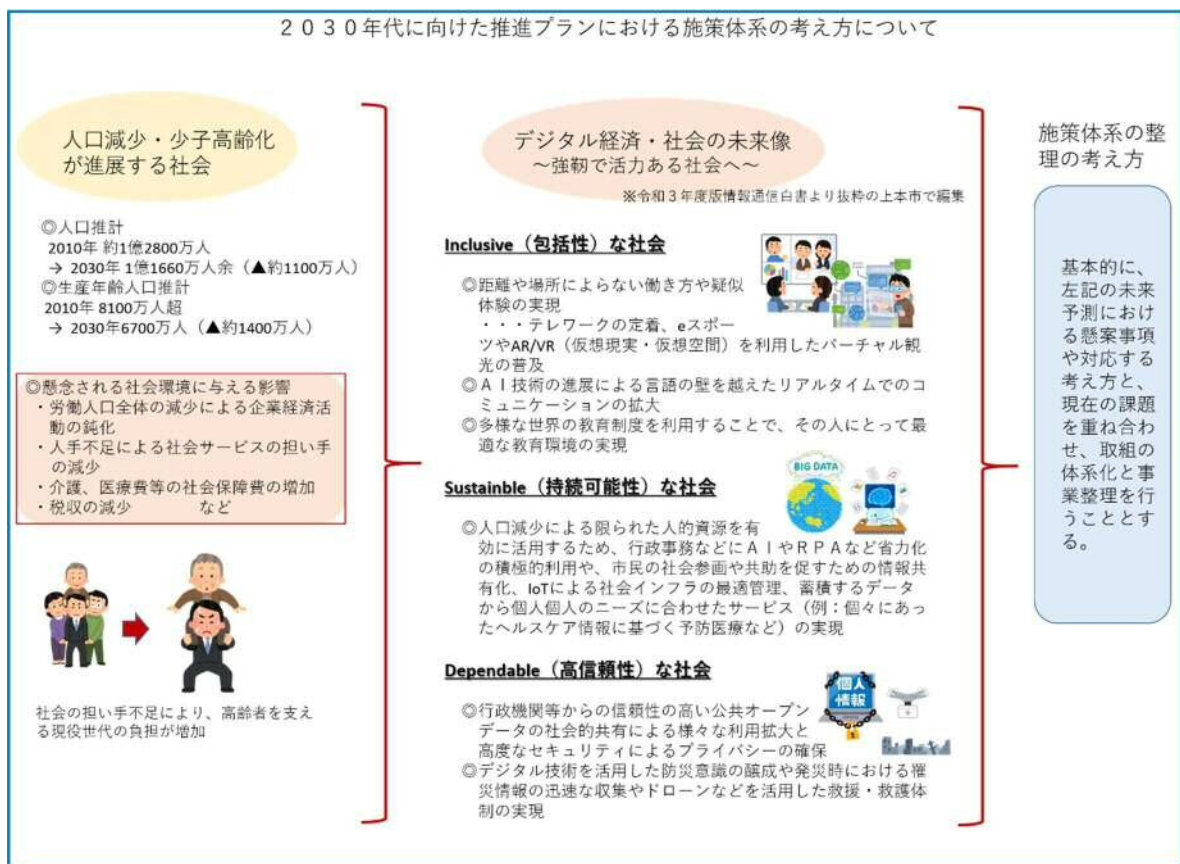 ２０３０年代に向けた推進プランにおける施策体系の考え方について
人口減少・少子高齢化
が進展する社会
◎人口推計
2010年 約1億2800万人
→ 2030年 1億1660万人余（▲約1100万人）
◎生産年齢人口推計
2010年 8100万人超
→ 2030年6700万人（▲約1400万人）
◎懸念される社会環境に与える影響
・労働人口全体の減少による企業経済活
動の鈍化
・人手不足による社会サービスの担い手
の減少
・介護、医療費等の社会保障費の増加
・税収の減少　　　　など
社会の担い手不足により、高齢者を支え
る現役世代の負担が増加
デジタル経済・社会の未来像
～強靭で活力ある社会へ～
※令和３年度版情報通信白書より抜粋の上本市で編集
Inclusive（包括性）な社会
◎距離や場所によらない働き方や疑似
体験の実現
・・・テレワークの定着、eスポー
ツやAR/VR（仮想現実・仮想空間）を利用したバーチャル観
光の普及
◎ＡＩ技術の進展による言語の壁を越えたリアルタイムでのコ
ミュニケーションの拡大
◎多様な世界の教育制度を利用することで、その人にとって最
適な教育環境の実現
BIG DATA
Sustainble（持続可能性）な社会
◎人口減少による限られた人的資源を有
効に活用するため、行政事務などにＡＩやＲＰＡなど省力化
の積極的利用や、市民の社会参画や共助を促すための情報共
有化、IoTによる社会インフラの最適管理、蓄積するデータ
から個人個人のニーズに合わせたサービス（例：個々にあっ
たヘルスケア情報に基づく予防医療など）の実現
Dependable（高信頼性）な社会
個人
情報
◎行政機関等からの信頼性の高い公共オープン
データの社会的共有による様々な利用拡大と
高度なセキュリティによるプライバシーの確保
◎デジタル技術を活用した防災意識の醸成や発災時における罹
災情報の迅速な収集やドローンなどを活用した救援・救護体
制の実現
施策体系の整
理の考え方
基本的に、
左記の未来
予測におけ
る懸案事項
や対応する
考え方と、
現在の課題
を重ね合わ
せ、取組の
体系化と事
業整理を行
うこととす
る。